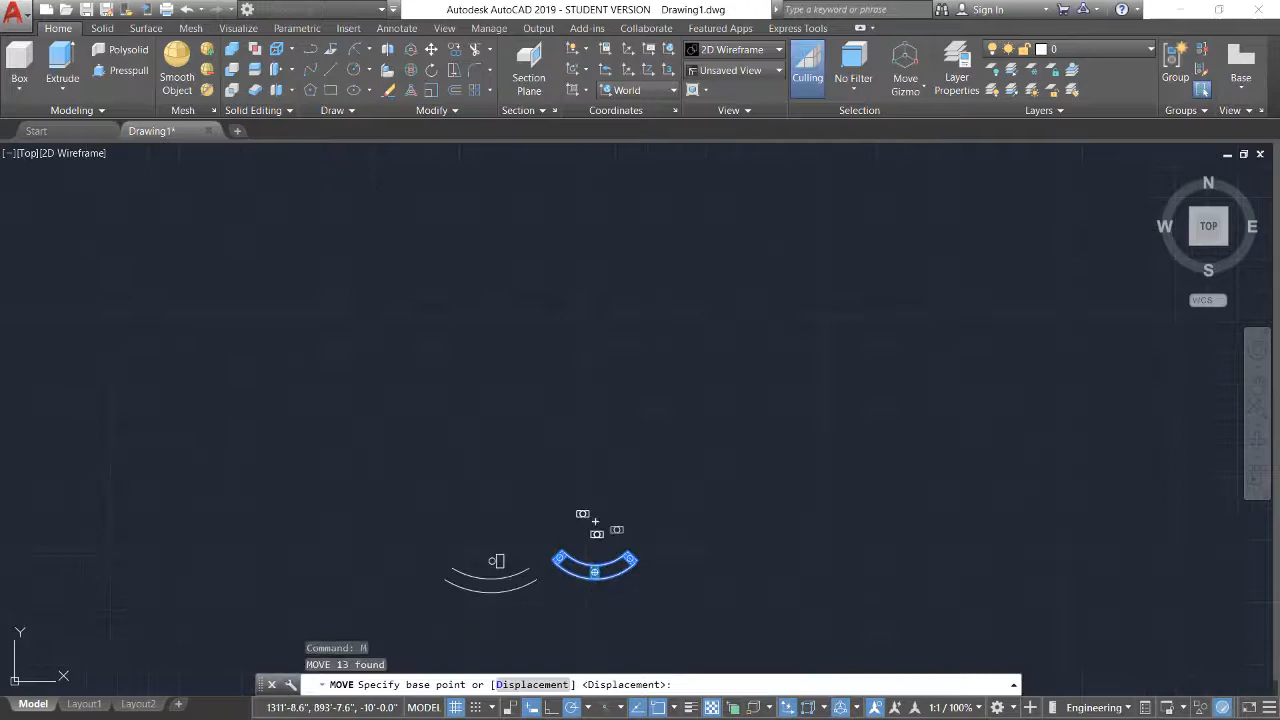 Autodesk AutoCAD 2019 - STUDENT VERSION Drawing1.dwg
Type a keyword or phrase
Sign In
Home Solid Surface Mesh Visualize Parametric Insert Annotate View Manage Output Add-ins Collaborate Featured Apps Express Tools
Box
Extrude
Polysolid
Presspull
Smooth Object
Section Plane
World
2D Wireframe
Unsaved View
Culling
No Filter
Move Gizmo
Layer Properties
0
Group
Base
Modeling Mesh Solid Editing Draw Modify Section Coordinates View Selection Layers Groups View
Start Drawing1*
[−][Top][2D Wireframe]
N
W TOP E
S
WCS
Y
X
Command: M
MOVE 13 found
MOVE Specify base point or [Displacement] <Displacement>:
Model Layout1 Layout2
1311'-8.6", 893'-7.6", -10'-0.0" MODEL 1:1 / 100% Engineering